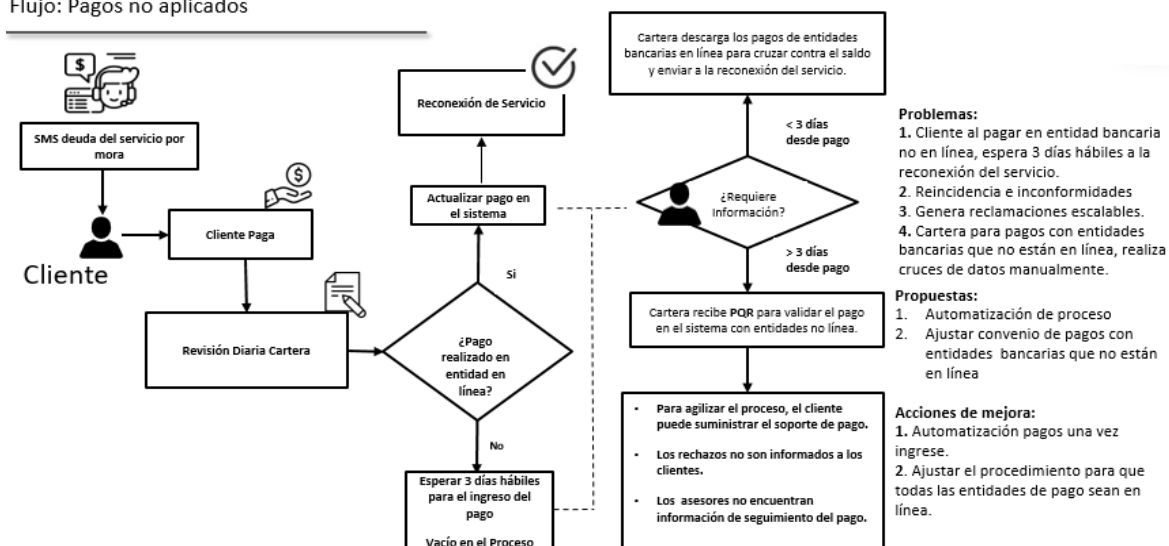 Flujo: Pagos no aplicados
SMS deuda del servicio por
mora
Cliente
Cliente Paga
Revisión Diaria Cartera
¿Pago
realizado en
entidad en
línea?
Si
Actualizar pago en
el sistema
Reconexión de Servicio
No
Esperar 3 días hábiles
para el ingreso del
pago
Vacío en el Proceso
Cartera descarga los pagos de entidades
bancarias en línea para cruzar contra el saldo
y enviar a la reconexión del servicio.
< 3 días
desde pago
¿Requiere
Información?
> 3 días
desde pago
Cartera recibe PQR para validar el pago
en el sistema con entidades no línea.
- Para agilizar el proceso, el cliente
puede suministrar el soporte de pago.
- Los rechazos no son informados a los
clientes.
- Los asesores no encuentran
información de seguimiento del pago.
Problemas:
1. Cliente al pagar en entidad bancaria
no en línea, espera 3 días hábiles a la
reconexión del servicio.
2. Reincidencia e inconformidades
3. Genera reclamaciones escalables.
4. Cartera para pagos con entidades
bancarias que no están en línea, realiza
cruces de datos manualmente.
Propuestas:
1. Automatización de proceso
2. Ajustar convenio de pagos con
entidades bancarias que no están
en línea
Acciones de mejora:
1. Automatización pagos una vez
ingrese.
2. Ajustar el procedimiento para que
todas las entidades de pago sean en
línea.